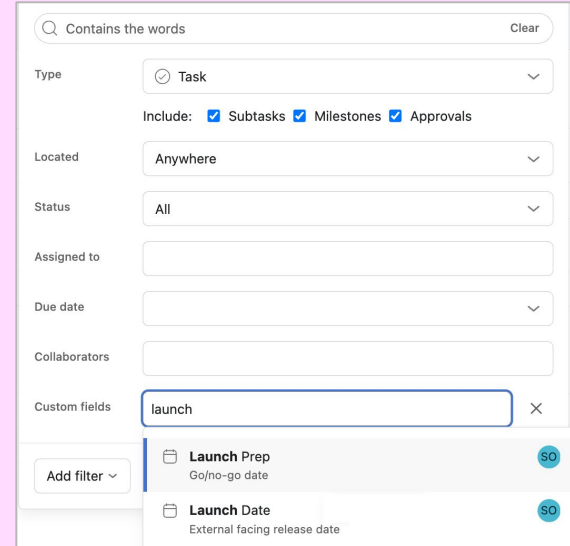 Contains the words Clear
Type Task
Include: Subtasks Milestones Approvals
Located Anywhere
Status All
Assigned to
Due date
Collaborators
Custom fields launch
Launch Prep SO
Go/no-go date
Add filter
Launch Date SO
External facing release date